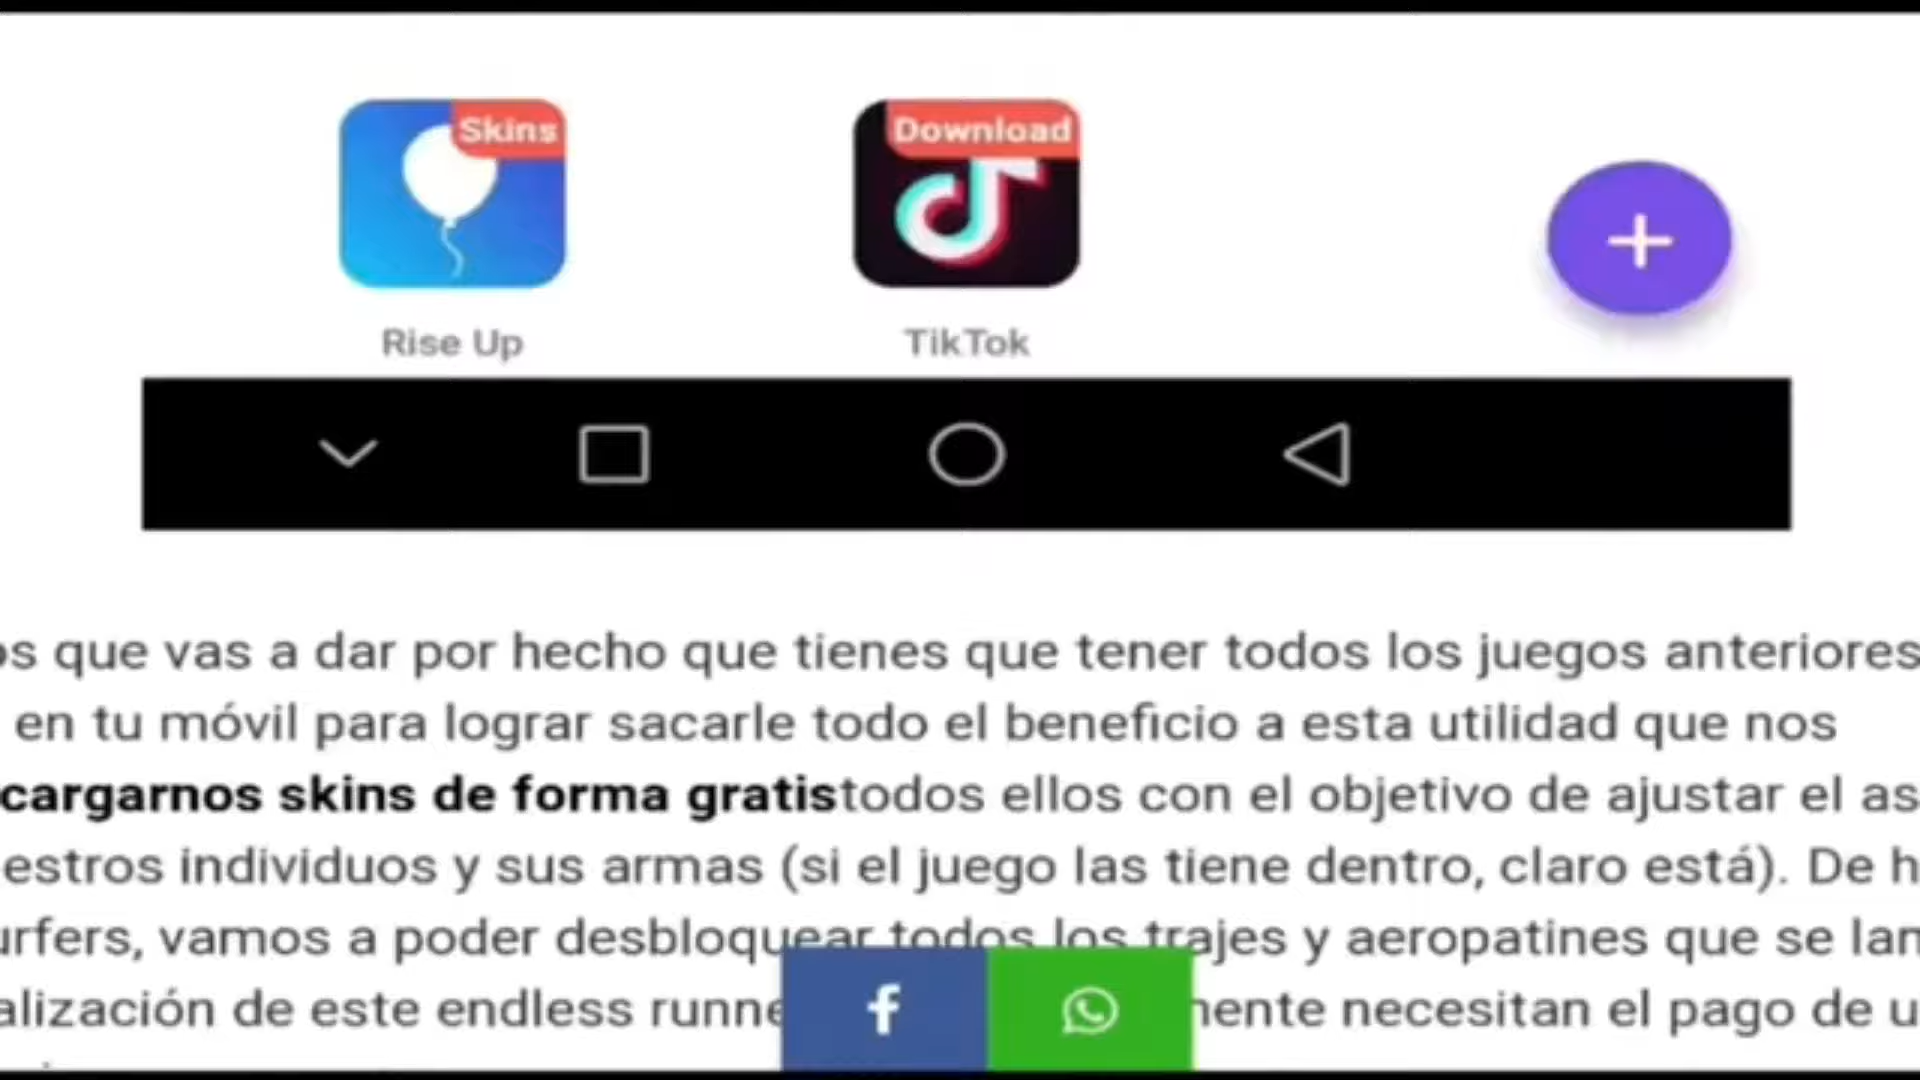 Skins
Download
Rise Up
TikTok
que vas a dar por hecho que tienes que tener todos los juegos anteriores
en tu móvil para lograr sacarle todo el beneficio a esta utilidad que nos
cargarnos skins de forma gratistodos ellos con el objetivo de ajustar el as
estros individuos y sus armas (si el juego las tiene dentro, claro está). De h
urfers, vamos a poder desbloquear todos los trajes y aeropatines que se lan
alización de este endless runne
mente necesitan el pago de u